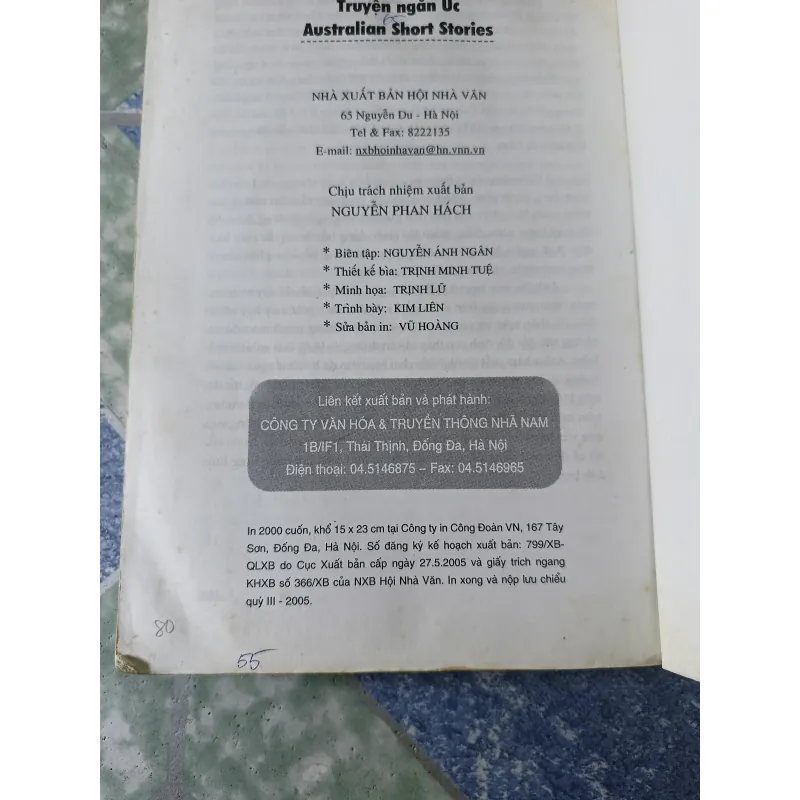 Truyện ngắn Úc
Australian Short Stories
NHÀ XUẤT BẢN HỘI NHÀ VĂN
65 Nguyễn Du - Hà Nội
Tel & Fax: 8222135
E-mail: nxbhoinhavan@hn.vnn.vn
Chịu trách nhiệm xuất bản
NGUYỄN PHAN HÁCH
* Biên tập: NGUYỄN ÁNH NGÂN
* Thiết kế bìa: TRỊNH MINH TUỆ
* Minh họa: TRỊNH LỮ
* Trình bày: KIM LIÊN
* Sửa bản in: VŨ HOÀNG
Liên kết xuất bản và phát hành:
CÔNG TY VĂN HÓA & TRUYỀN THÔNG NHÃ NAM
1B/IF1, Thái Thịnh, Đống Đa, Hà Nội
Điện thoại: 04.5146875 – Fax: 04.5146965
In 2000 cuốn, khổ 15 x 23 cm tại Công ty in Công Đoàn VN, 167 Tây
Sơn, Đống Đa, Hà Nội. Số đăng ký kế hoạch xuất bản: 799/XB-
QLXB do Cục Xuất bản cấp ngày 27.5.2005 và giấy trích ngang
KHXB số 366/XB của NXB Hội Nhà Văn. In xong và nộp lưu chiểu
quý III - 2005.
80
55